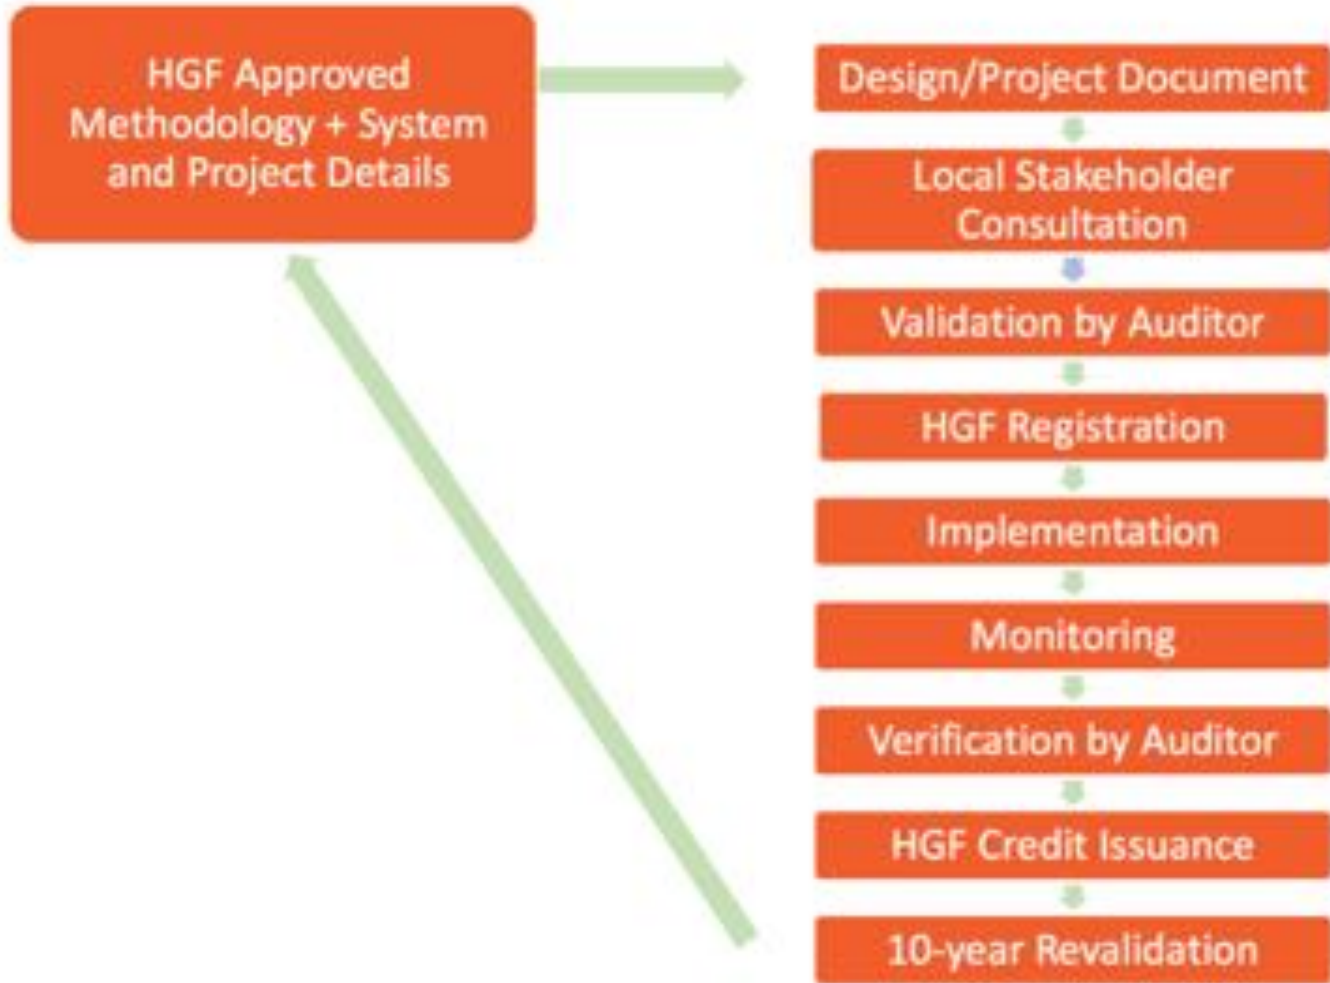 HGF Approved
Methodology + System
and Project Details
Design/Project Document
Local Stakeholder
Consultation
Validation by Auditor
HGF Registration
Implementation
Monitoring
Verification by Auditor
HGF Credit Issuance
10-year Revalidation